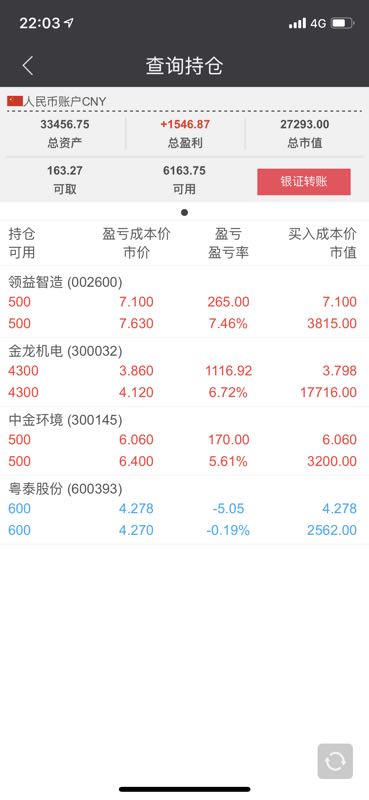 22:03
4G
查询持仓
人民币账户CNY
33456.75 +1546.87 27293.00
总资产 总盈利 总市值
163.27 6163.75
可取 可用
银证转账
持仓 盈亏成本价 盈亏 买入成本价
可用 市价 盈亏率 市值
领益智造 (002600)
500 7.100 265.00 7.100
500 7.630 7.46% 3815.00
金龙机电 (300032)
4300 3.860 1116.92 3.798
4300 4.120 6.72% 17716.00
中金环境 (300145)
500 6.060 170.00 6.060
500 6.400 5.61% 3200.00
粤泰股份 (600393)
600 4.278 -5.05 4.278
600 4.270 -0.19% 2562.00